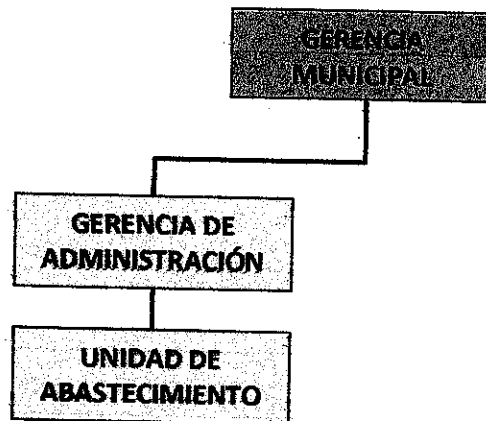 GERENCIA
MUNICIPAL
GERENCIA DE
ADMINISTRACIÓN
UNIDAD DE
ABASTECIMIENTO